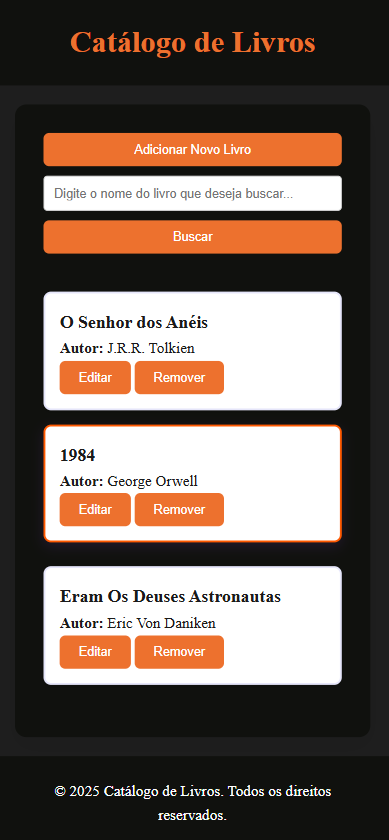 Catálogo de Livros
Adicionar Novo Livro
Digite o nome do livro que deseja buscar...
Buscar
O Senhor dos Anéis
Autor: J.R.R. Tolkien
Editar Remover
1984
Autor: George Orwell
Editar Remover
Eram Os Deuses Astronautas
Autor: Eric Von Daniken
Editar Remover
© 2025 Catálogo de Livros. Todos os direitos
reservados.